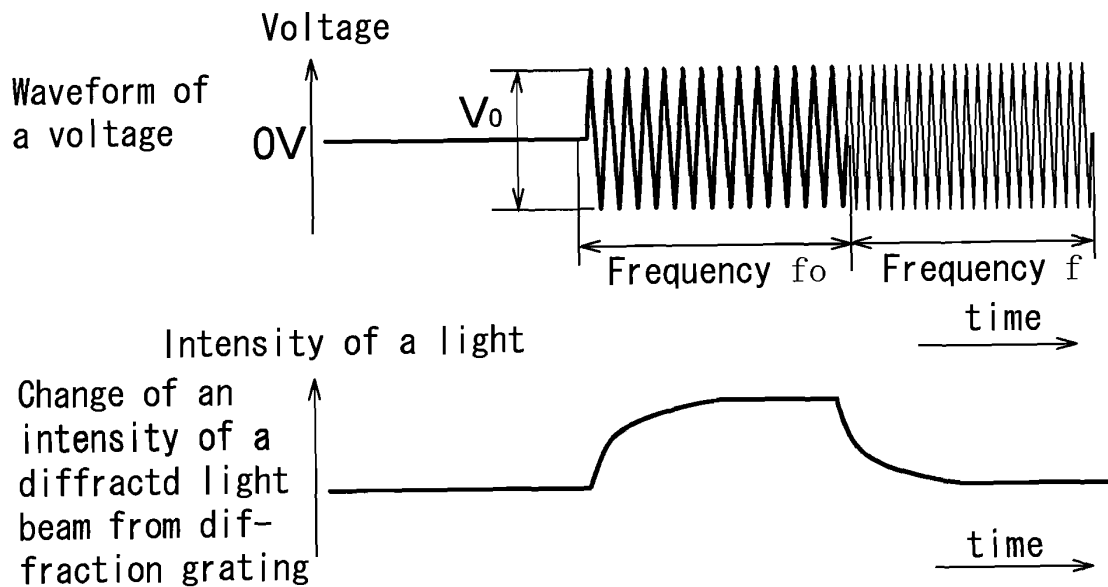 Voltage
Waveform of
a voltage
V0
0V
Frequency fo
Frequency f
time
Intensity of a light
Change of an
intensity of a
diffractd light
beam from dif-
fraction grating
time